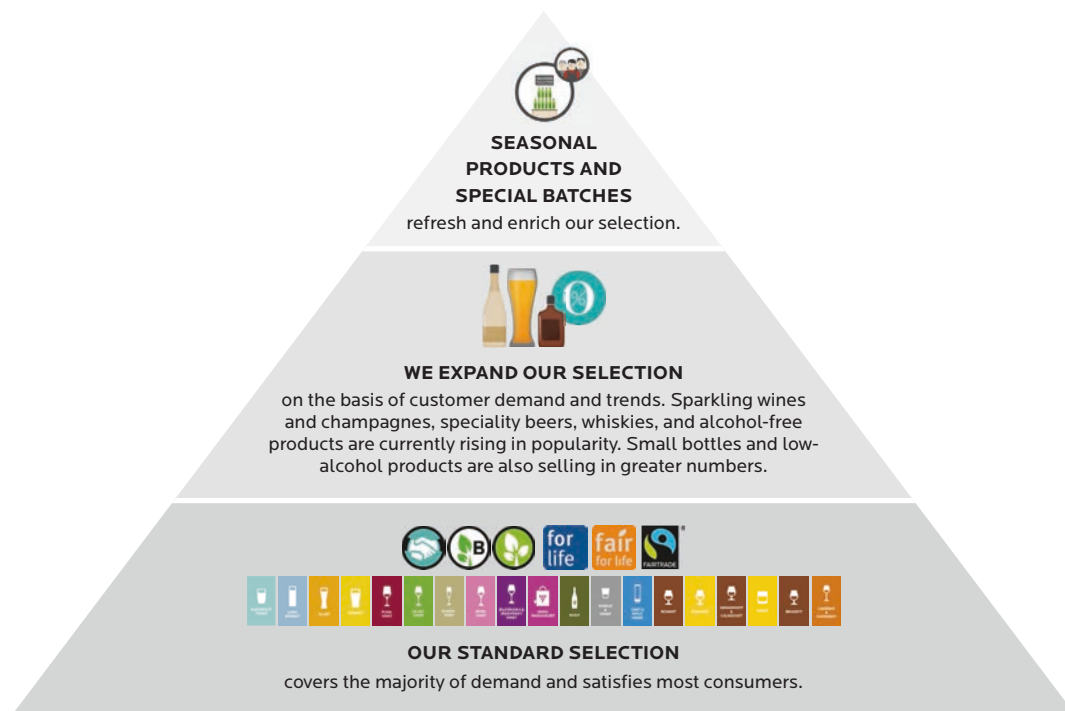 SEASONAL
PRODUCTS AND
SPECIAL BATCHES
refresh and enrich our selection.
0%
WE EXPAND OUR SELECTION
on the basis of customer demand and trends. Sparkling wines
and champagnes, speciality beers, whiskies, and alcohol-free
products are currently rising in popularity. Small bottles and low-
alcohol products are also selling in greater numbers.
B
for
life
fair
for life
FAIRTRADE
OUR STANDARD SELECTION
covers the majority of demand and satisfies most consumers.